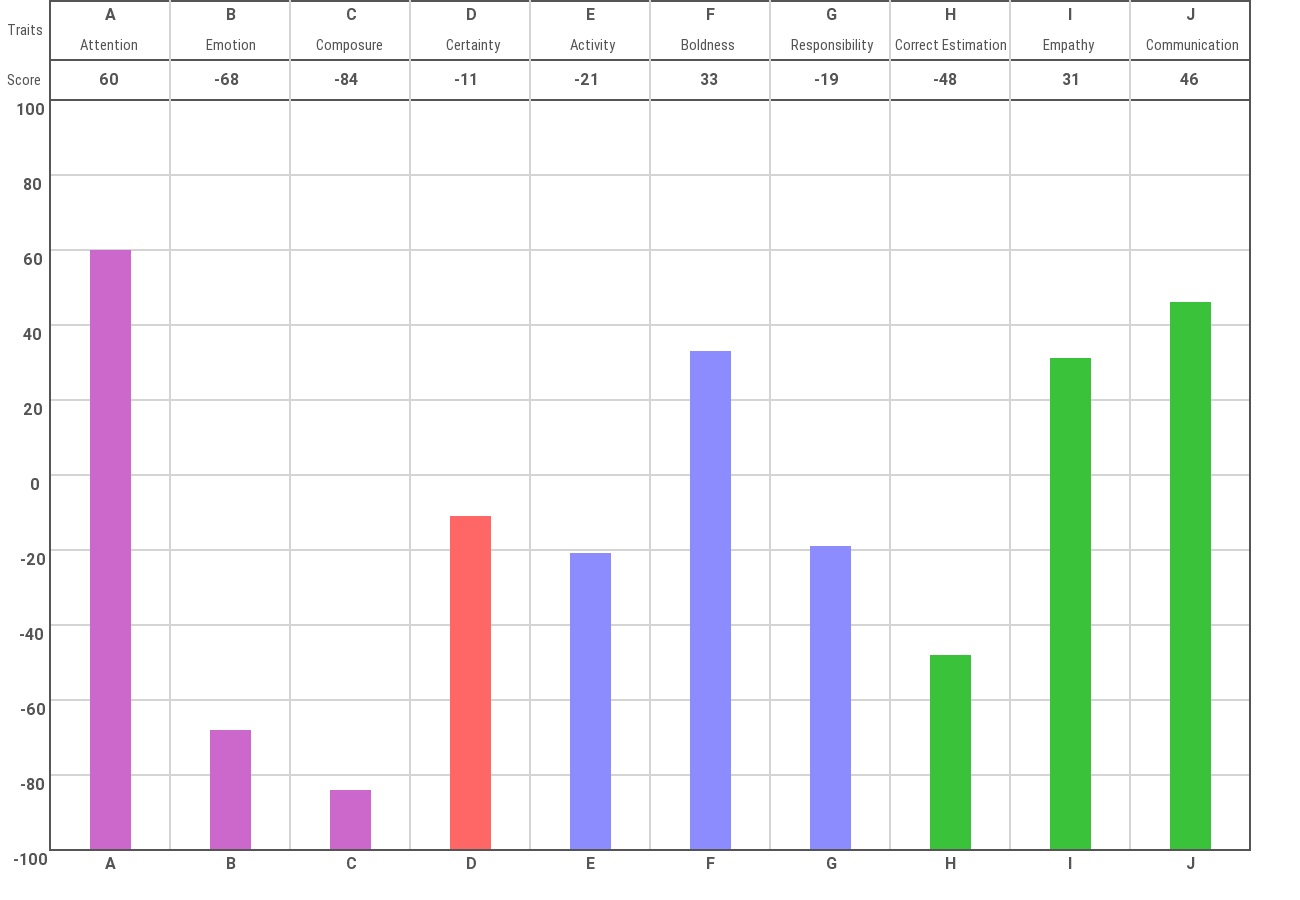 A B C D E F G H I J
Traits
Attention Emotion Composure Certainty Activity Boldness Responsibility Correct Estimation Empathy Communication
Score 60 -68 -84 -11 -21 33 -19 -48 31 46
100
80
60
40
20
0
-20
-40
-60
-80
-100
A B C D E F G H I J